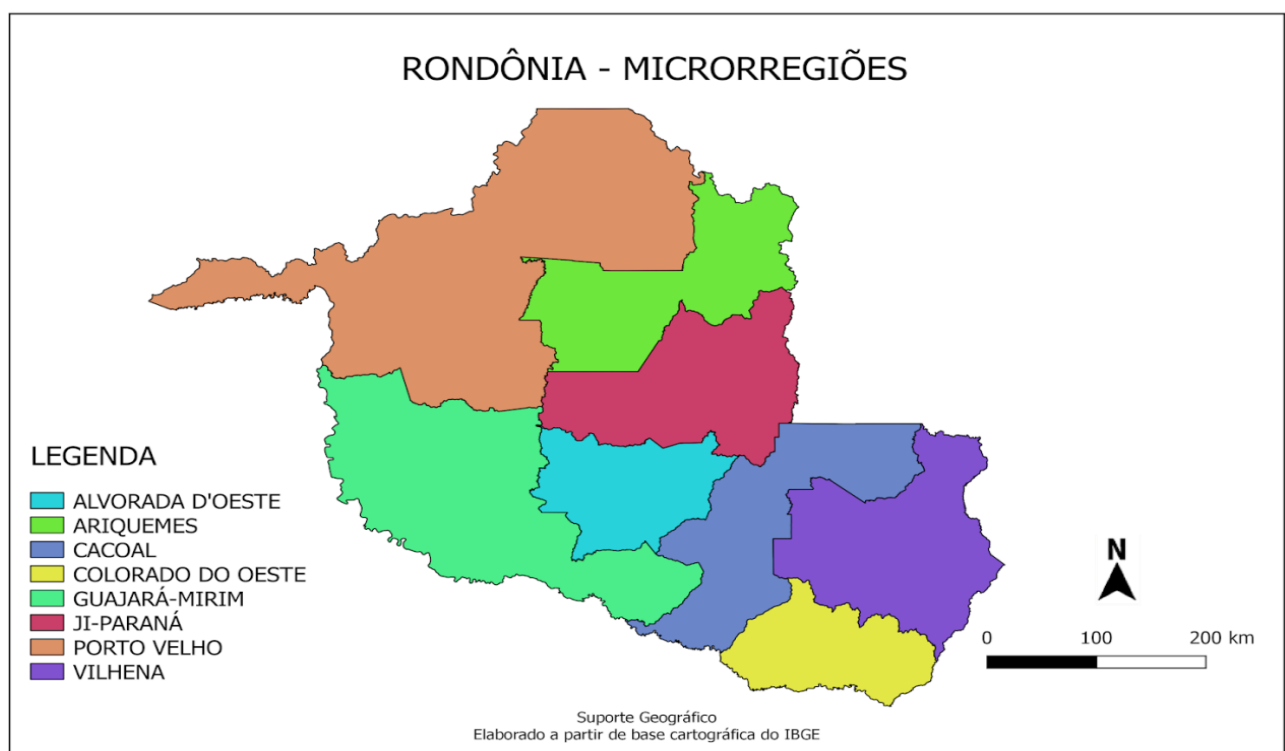 RONDÔNIA - MICRORREGIÕES
LEGENDA
ALVORADA D'OESTE
ARIQUEMES
CACOAL
COLORADO DO OESTE
GUAJARÁ-MIRIM
JI-PARANÁ
PORTO VELHO
VILHENA
N
0 100 200 km
Suporte Geográfico
Elaborado a partir de base cartográfica do IBGE